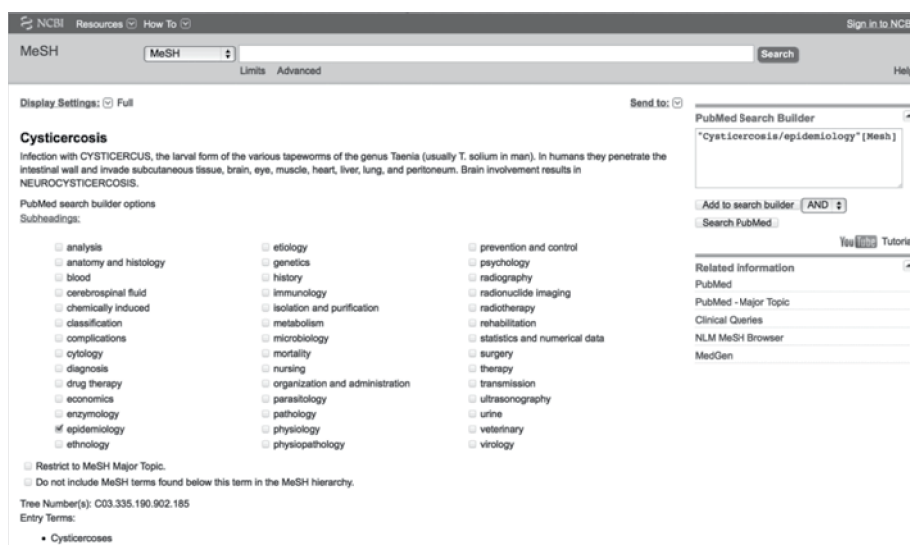 NCBI Resources How To Sign in to NCB
MeSH MeSH Search
Limits Advanced Help
Display Settings: Full Send to:
Cysticercosis
Infection with CYSTICERCUS, the larval form of the various tapeworms of the genus Taenia (usually T. solium in man). In humans they penetrate the
intestinal wall and invade subcutaneous tissue, brain, eye, muscle, heart, liver, lung, and peritoneum. Brain involvement results in
NEUROCYSTICERCOSIS.
PubMed search builder options
Subheadings:
analysis
anatomy and histology
blood
cerebrospinal fluid
chemically induced
classification
complications
cytology
diagnosis
drug therapy
economics
enzymology
epidemiology
ethnology
etiology
genetics
history
immunology
isolation and purification
metabolism
microbiology
mortality
nursing
organization and administration
parasitology
pathology
physiology
physiopathology
prevention and control
psychology
radiography
radionuclide imaging
radiotherapy
rehabilitation
statistics and numerical data
surgery
therapy
transmission
ultrasonography
urine
veterinary
virology
Restrict to MeSH Major Topic.
Do not include MeSH terms found below this term in the MeSH hierarchy.
Tree Number(s): C03.335.190.902.185
Entry Terms:
• Cysticercoses
PubMed Search Builder
"Cysticercosis/epidemiology"[Mesh]
Add to search builder AND
Search PubMed
YouTube Tutoria
Related information
PubMed
PubMed - Major Topic
Clinical Queries
NLM MeSH Browser
MedGen